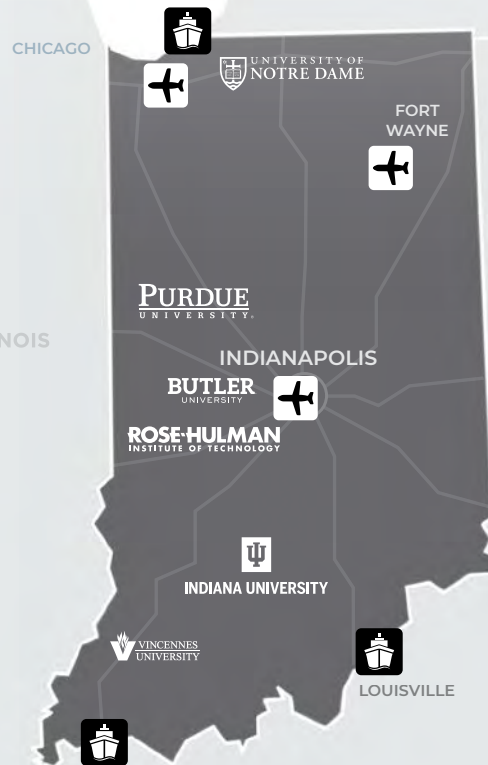 CHICAGO
UNIVERSITY OF
NOTRE DAME
FORT
WAYNE
PURDUE
UNIVERSITY®
NOIS
INDIANAPOLIS
BUTLER
UNIVERSITY
ROSE-HULMAN
INSTITUTE OF TECHNOLOGY
INDIANA UNIVERSITY
VINCENNES
UNIVERSITY
LOUISVILLE